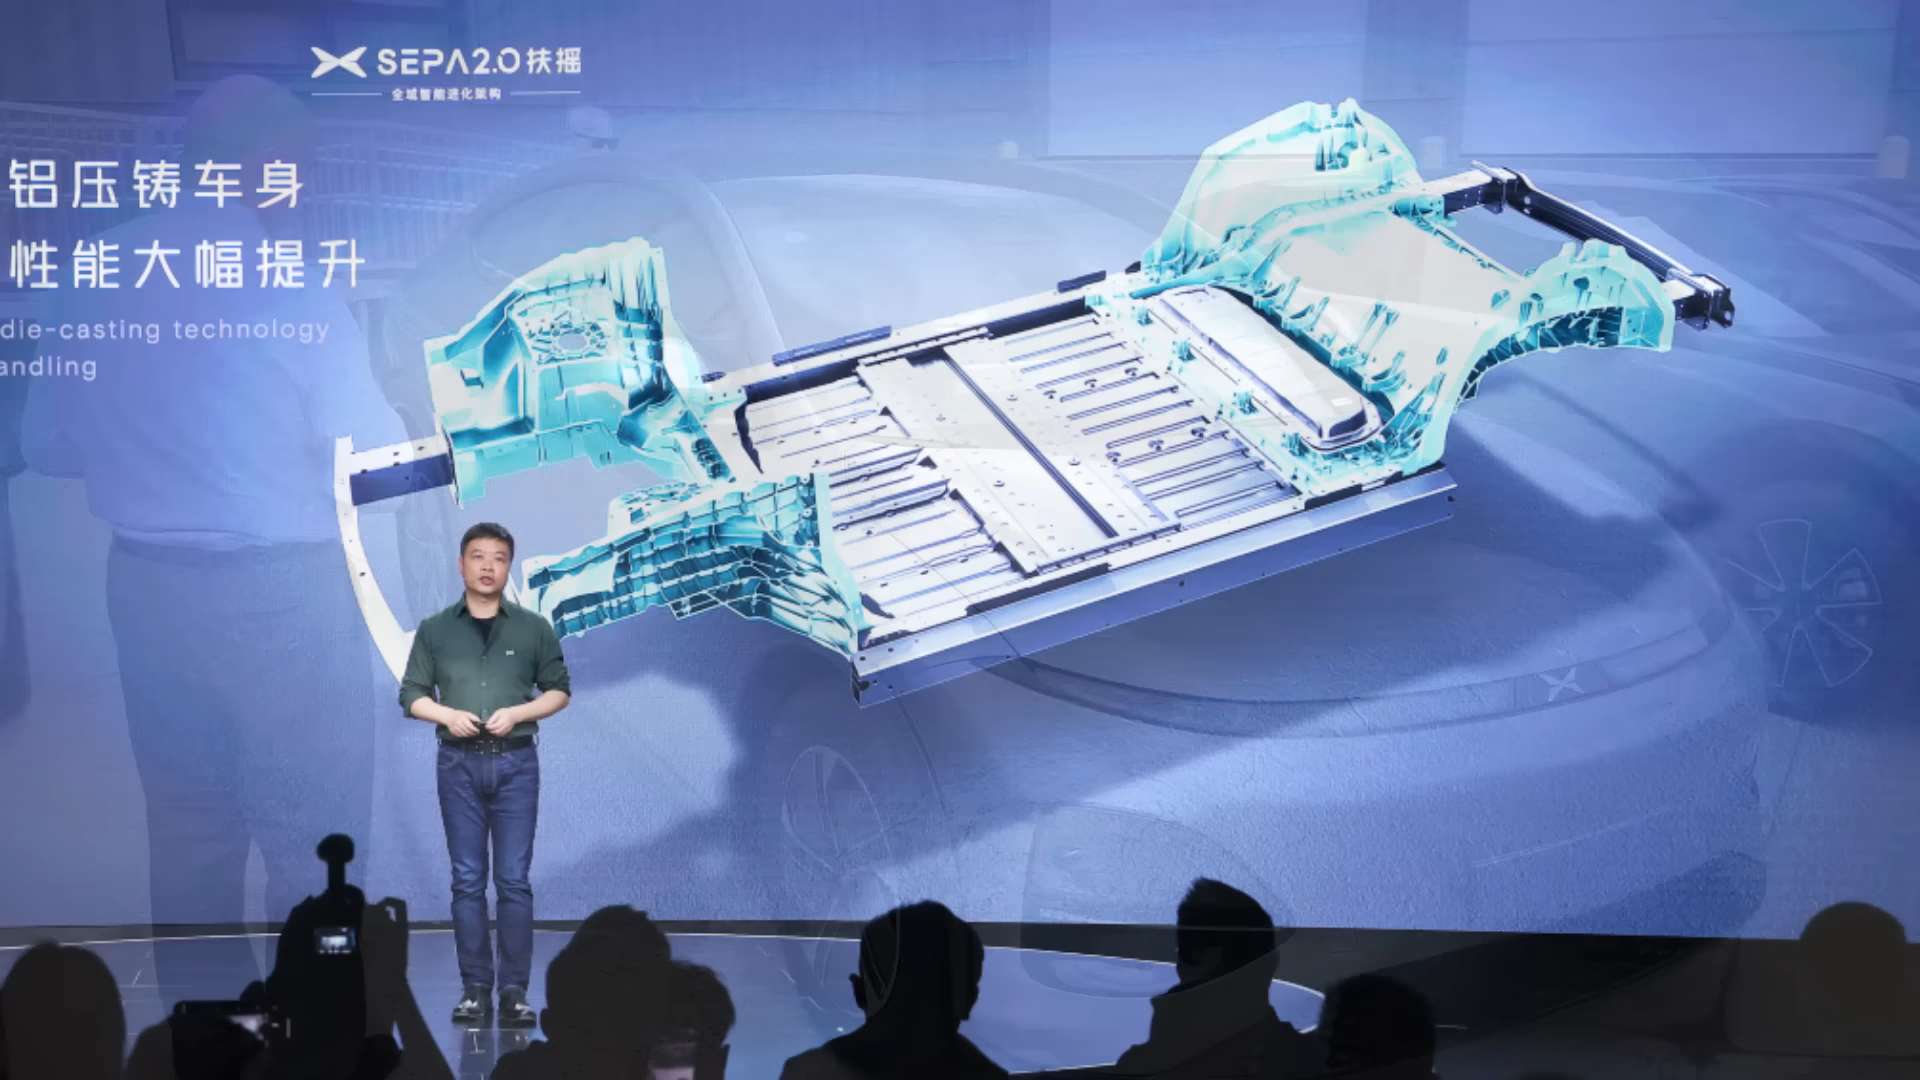 SEPA2.0扶摇
全域智能进化架构
铝压铸车身
性能大幅提升
die-casting technology
andling